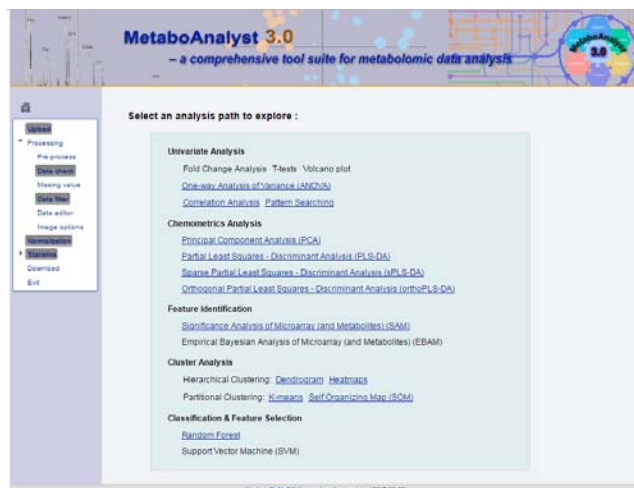 MetaboAnalyst 3.0
– a comprehensive tool suite for metabolomic data analysis
MetaboAnalyst
3.0
Upload
Processing
Pre-process
Data check
Missing value
Data filter
Data editor
Image options
Normalization
Statistics
Download
Exit
Select an analysis path to explore :
Univariate Analysis
Fold Change Analysis T-tests Volcano plot
One-way Analysis of Variance (ANOVA)
Correlation Analysis Pattern Searching
Chemometrics Analysis
Principal Component Analysis (PCA)
Partial Least Squares - Discriminant Analysis (PLS-DA)
Sparse Partial Least Squares - Discriminant Analysis (sPLS-DA)
Orthogonal Partial Least Squares - Discriminant Analysis (orthoPLS-DA)
Feature Identification
Significance Analysis of Microarray (and Metabolites) (SAM)
Empirical Bayesian Analysis of Microarray (and Metabolites) (EBAM)
Cluster Analysis
Hierarchical Clustering: Dendrogram Heatmaps
Partitional Clustering: K-means Self Organizing Map (SOM)
Classification & Feature Selection
Random Forest
Support Vector Machine (SVM)